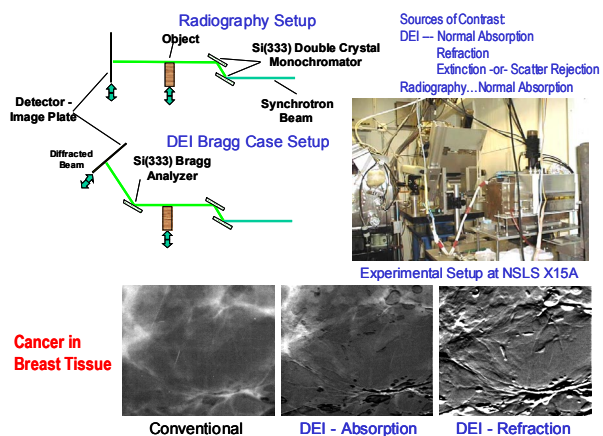 Radiography Setup
Object
Si(333) Double Crystal
Monochromator
Detector -
Image Plate
Synchrotron
Beam
DEI Bragg Case Setup
Diffracted
Beam
Si(333) Bragg
Analyzer
Sources of Contrast:
DEI --- Normal Absorption
Refraction
Extinction -or- Scatter Rejection
Radiography...Normal Absorption
Experimental Setup at NSLS X15A
Cancer in
Breast Tissue
Conventional
DEI - Absorption
DEI - Refraction